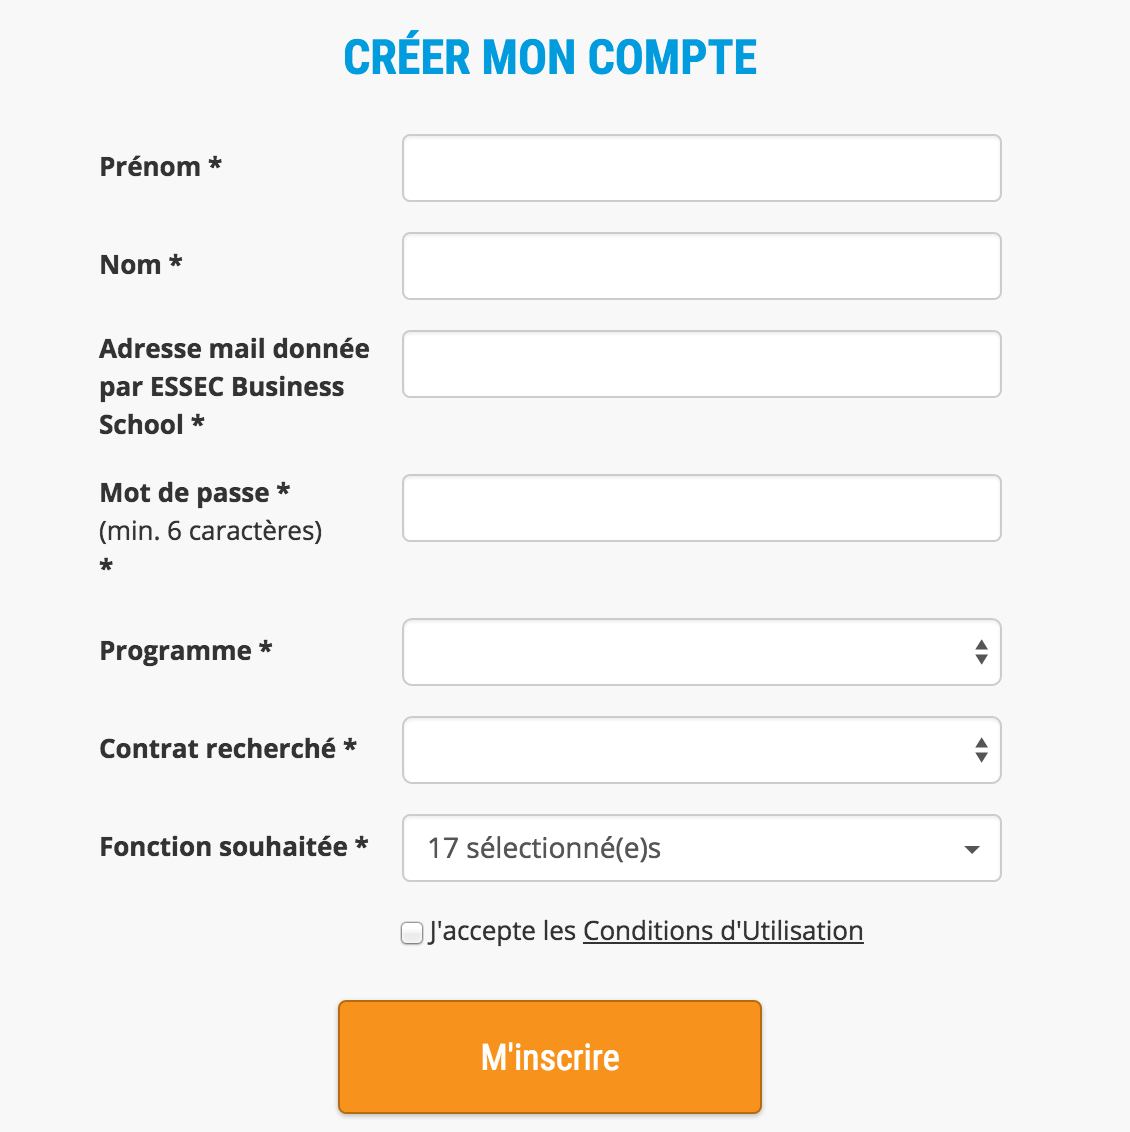 CRÉER MON COMPTE
Prénom *
Nom *
Adresse mail donnée
par ESSEC Business
School *
Mot de passe *
(min. 6 caractères)
*
Programme *
Contrat recherché *
Fonction souhaitée *
17 sélectionné(e)s
J'accepte les Conditions d'Utilisation
M'inscrire